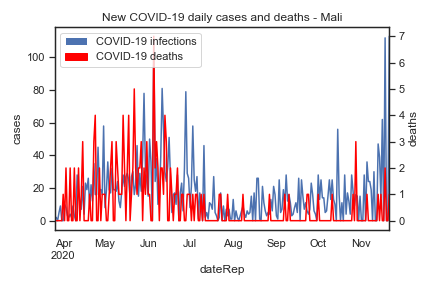 New COVID-19 daily cases and deaths - Mali
COVID-19 infections
COVID-19 deaths
100
80
60
40
20
0
cases
7
6
5
4
3
2
1
0
deaths
Apr May Jun Jul Aug Sep Oct Nov
2020
dateRep